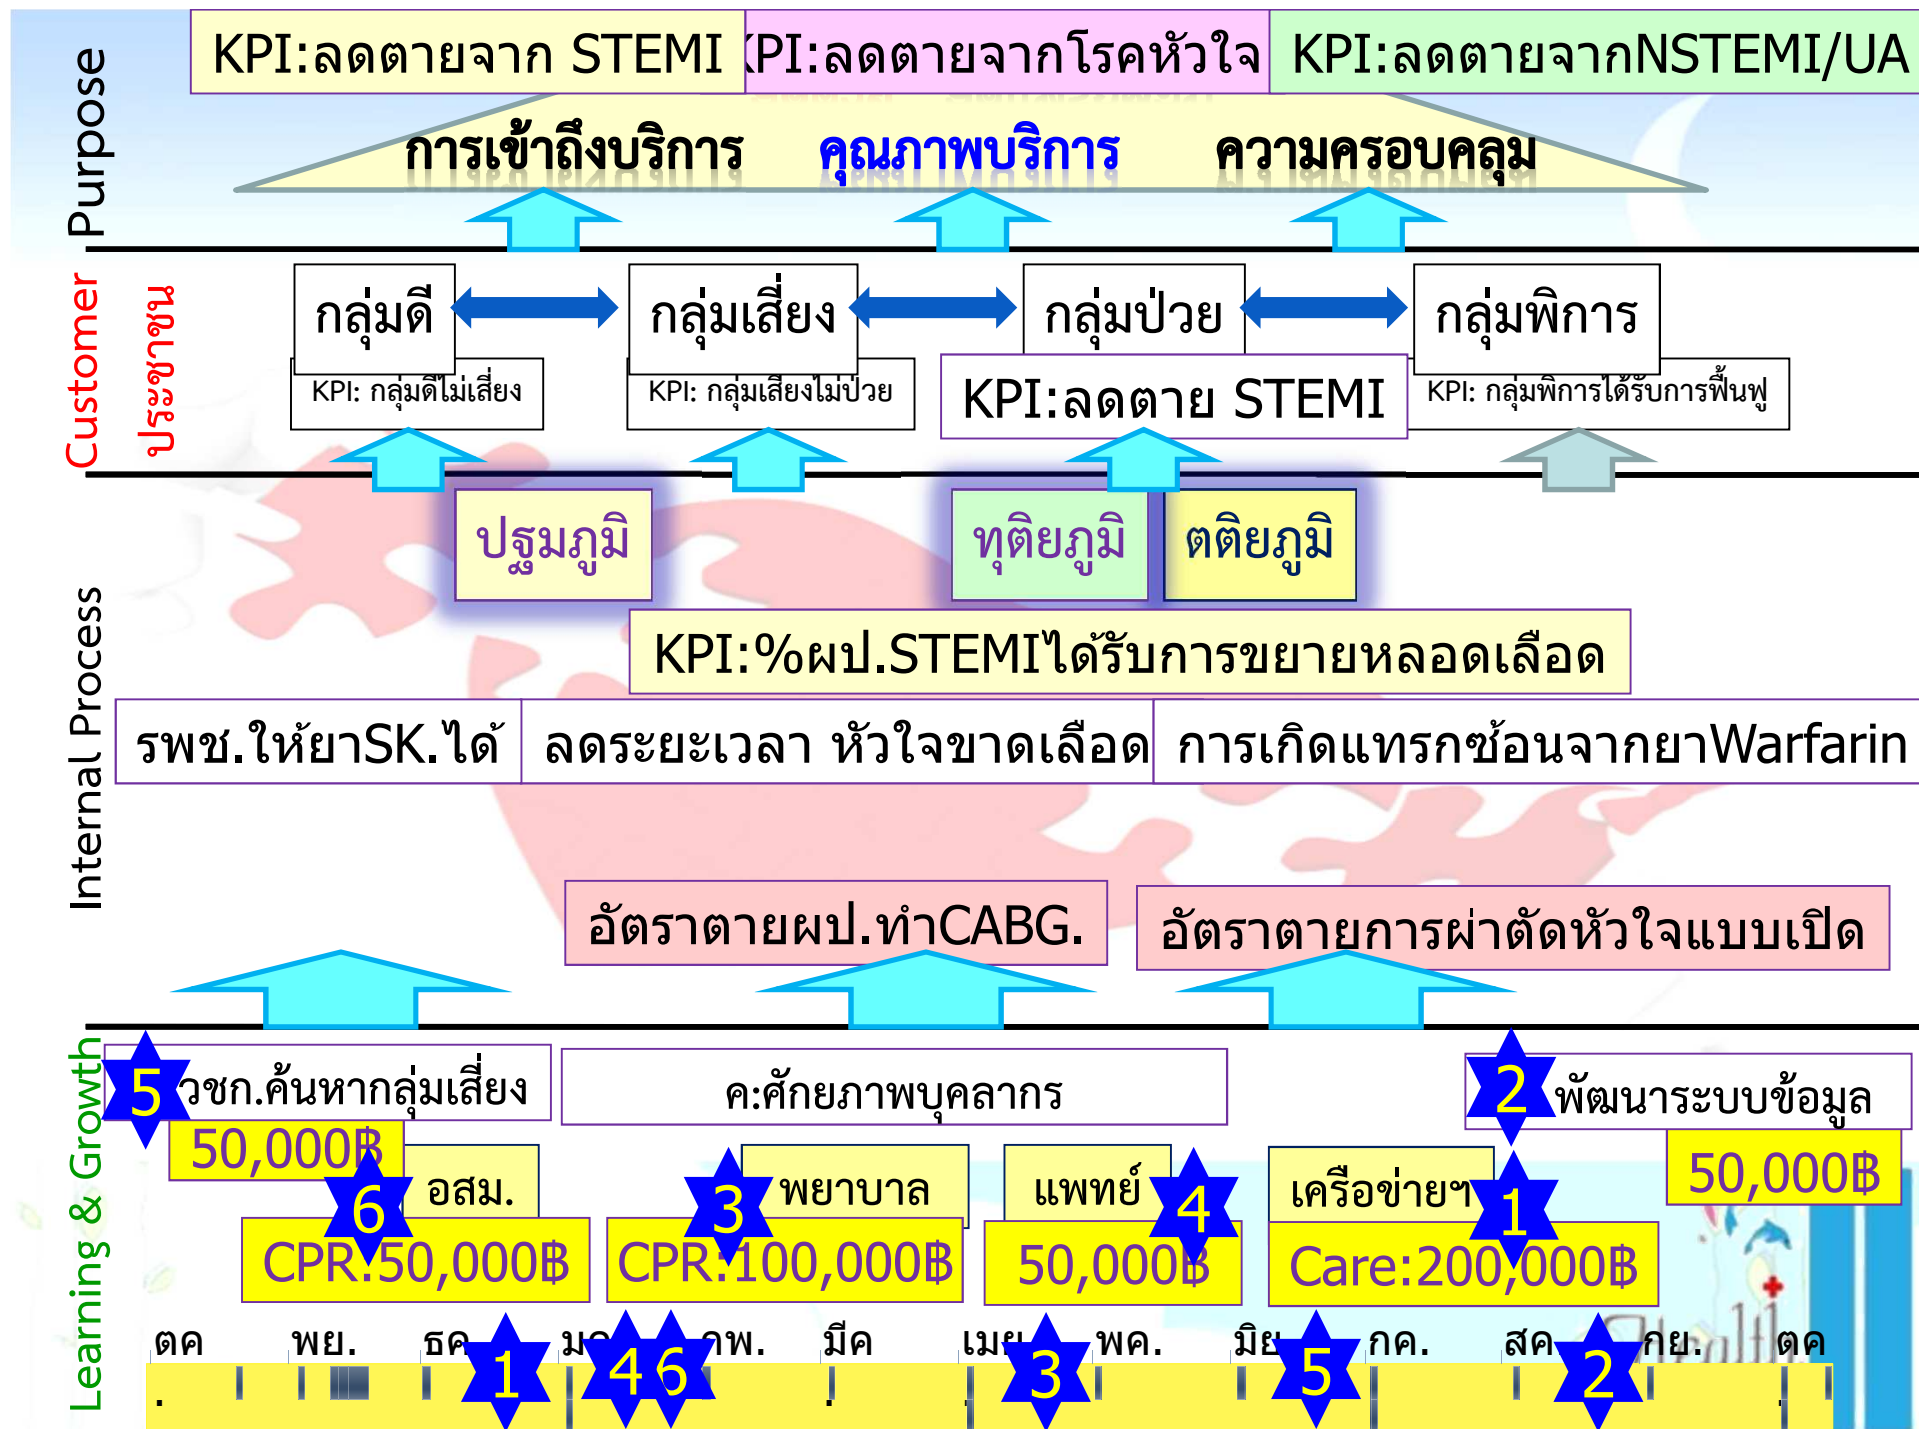 Purpose
KPI:ลดตายจาก STEMI
KPI:ลดตายจากโรคหัวใจ
KPI:ลดตายจากNSTEMI/UA
การเข้าถึงบริการ
คุณภาพบริการ
ความครอบคลุม
Customer
ประชาชน
กลุ่มดี
กลุ่มเสี่ยง
กลุ่มป่วย
กลุ่มพิการ
KPI: กลุ่มดีไม่เสี่ยง
KPI: กลุ่มเสี่ยงไม่ป่วย
KPI:ลดตาย STEMI
KPI: กลุ่มพิการได้รับการฟื้นฟู
Internal Process
ปฐมภูมิ
ทุติยภูมิ
ตติยภูมิ
KPI:%ผป.STEMIได้รับการขยายหลอดเลือด
รพช.ให้ยาSK.ได้
ลดระยะเวลา หัวใจขาดเลือด
การเกิดแทรกซ้อนจากยาWarfarin
อัตราตายผป.ทำCABG.
อัตราตายการผ่าตัดหัวใจแบบเปิด
Learning & Growth
5
วชก.ค้นหากลุ่มเสี่ยง
ค:ศักยภาพบุคลากร
2
พัฒนาระบบข้อมูล
50,000฿
50,000฿
6
อสม.
3
พยาบาล
แพทย์
4
เครือข่ายฯ
1
CPR:50,000฿
CPR:100,000฿
50,000฿
Care:200,000฿
ตค
พย.
ธค
กพ.
มีค
เมย
พค.
มิย
กค.
สค
กย.
ตค
1
4
6
3
5
2